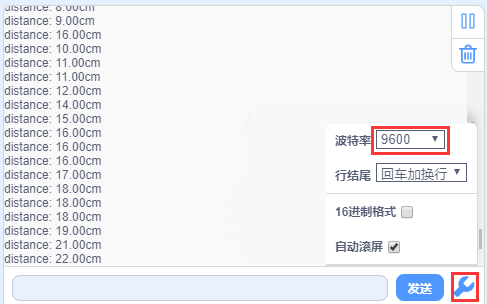 distance: 8.00cm
distance: 9.00cm
distance: 16.00cm
distance: 10.00cm
distance: 11.00cm
distance: 11.00cm
distance: 12.00cm
distance: 14.00cm
distance: 15.00cm
distance: 16.00cm
distance: 16.00cm
distance: 16.00cm
distance: 17.00cm
distance: 18.00cm
distance: 18.00cm
distance: 18.00cm
distance: 19.00cm
distance: 21.00cm
distance: 22.00cm
波特率 9600
行结尾 回车加换行
16进制格式
自动滚屏
发送